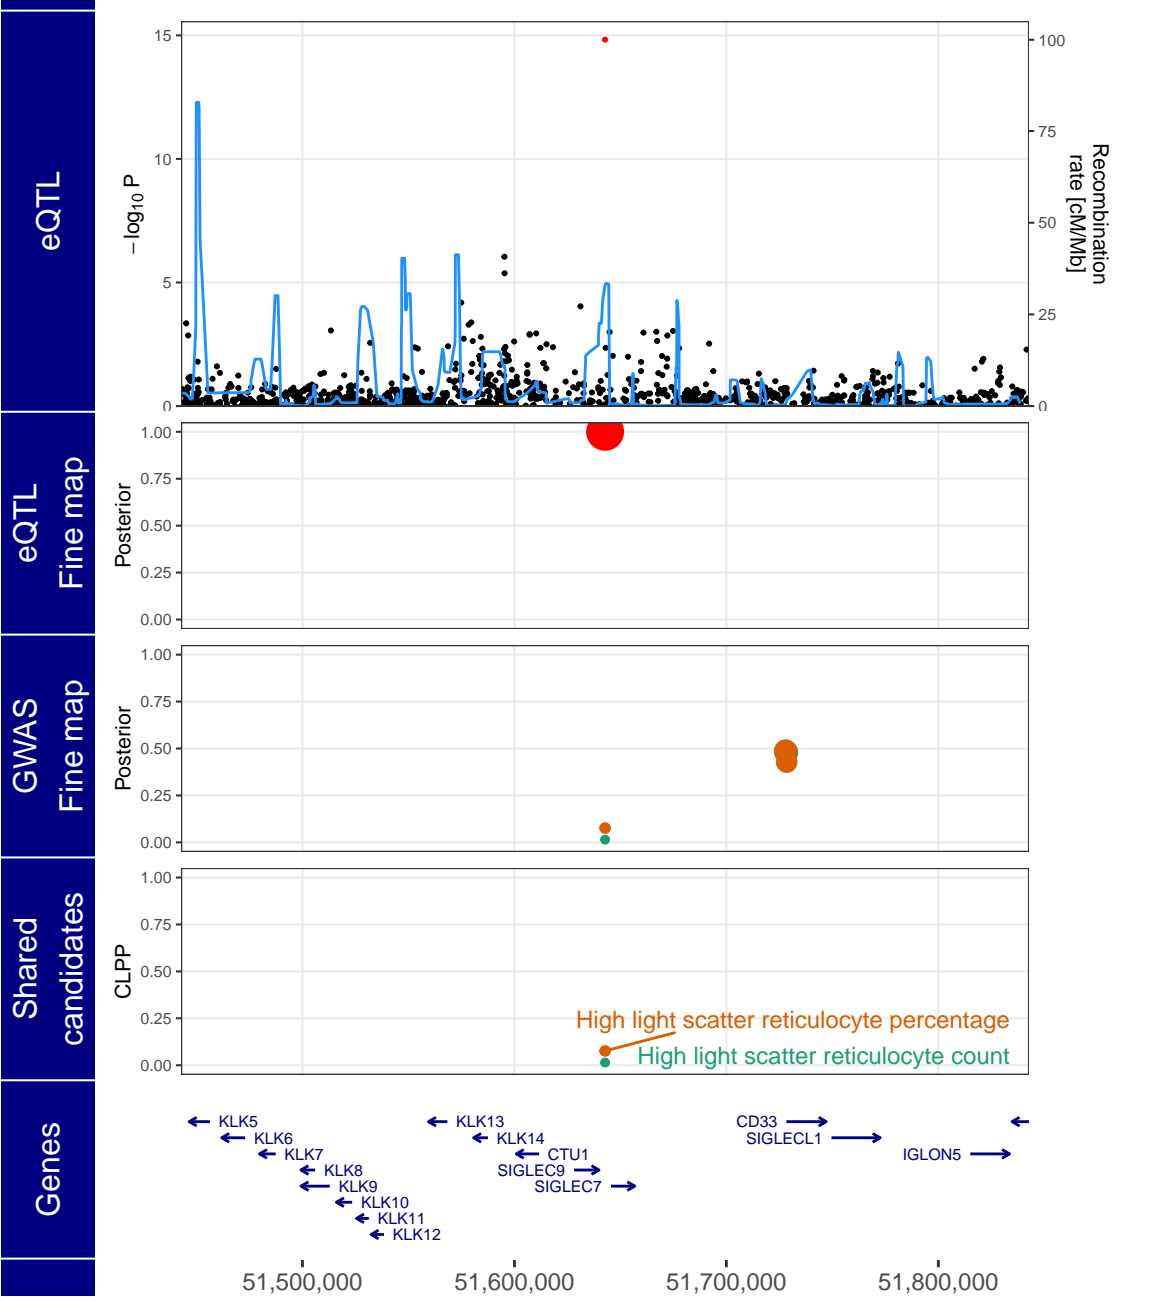 eQTL
−log10 P
15
10
5
0
100
75
50
25
0
Recombination
rate [cM/Mb]
eQTL
Fine map
Posterior
1.00
0.75
0.50
0.25
0.00
GWAS
Fine map
Posterior
1.00
0.75
0.50
0.25
0.00
Shared
candidates
CLPP
1.00
0.75
0.50
0.25
0.00
High light scatter reticulocyte percentage
High light scatter reticulocyte count
Genes
KLK5 KLK13 CD33
KLK6 KLK14 SIGLECL1
KLK7 CTU1 IGLON5
KLK8 SIGLEC9
KLK9 SIGLEC7
KLK10
KLK11
KLK12
51,500,000 51,600,000 51,700,000 51,800,000